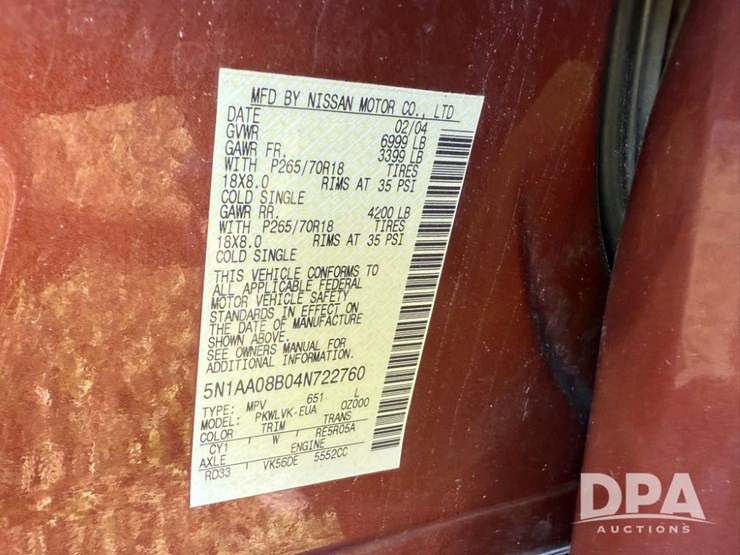 MFD BY NISSAN MOTOR CO., LTD
DATE 02/04
GVWR 6999 LB
GAWR FR. 3399 LB
WITH P265/70R18 TIRES
18X8.0 RIMS AT 35 PSI
COLD SINGLE
GAWR RR. 4200 LB
WITH P265/70R18 TIRES
18X8.0 RIMS AT 35 PSI
COLD SINGLE
THIS VEHICLE CONFORMS TO
ALL APPLICABLE FEDERAL
MOTOR VEHICLE SAFETY
STANDARDS IN EFFECT ON
THE DATE OF MANUFACTURE
SHOWN ABOVE.
SEE OWNERS MANUAL FOR
ADDITIONAL INFORMATION.
5N1AA08B04N722760
TYPE: MPV 651 L
MODEL: PKWLVK-EUA OZ000
COLOR TRIM TRANS
CY1 W RE5R05A
AXLE ENGINE
RD33 VK56DE 5552CC
DPA
AUCTIONS